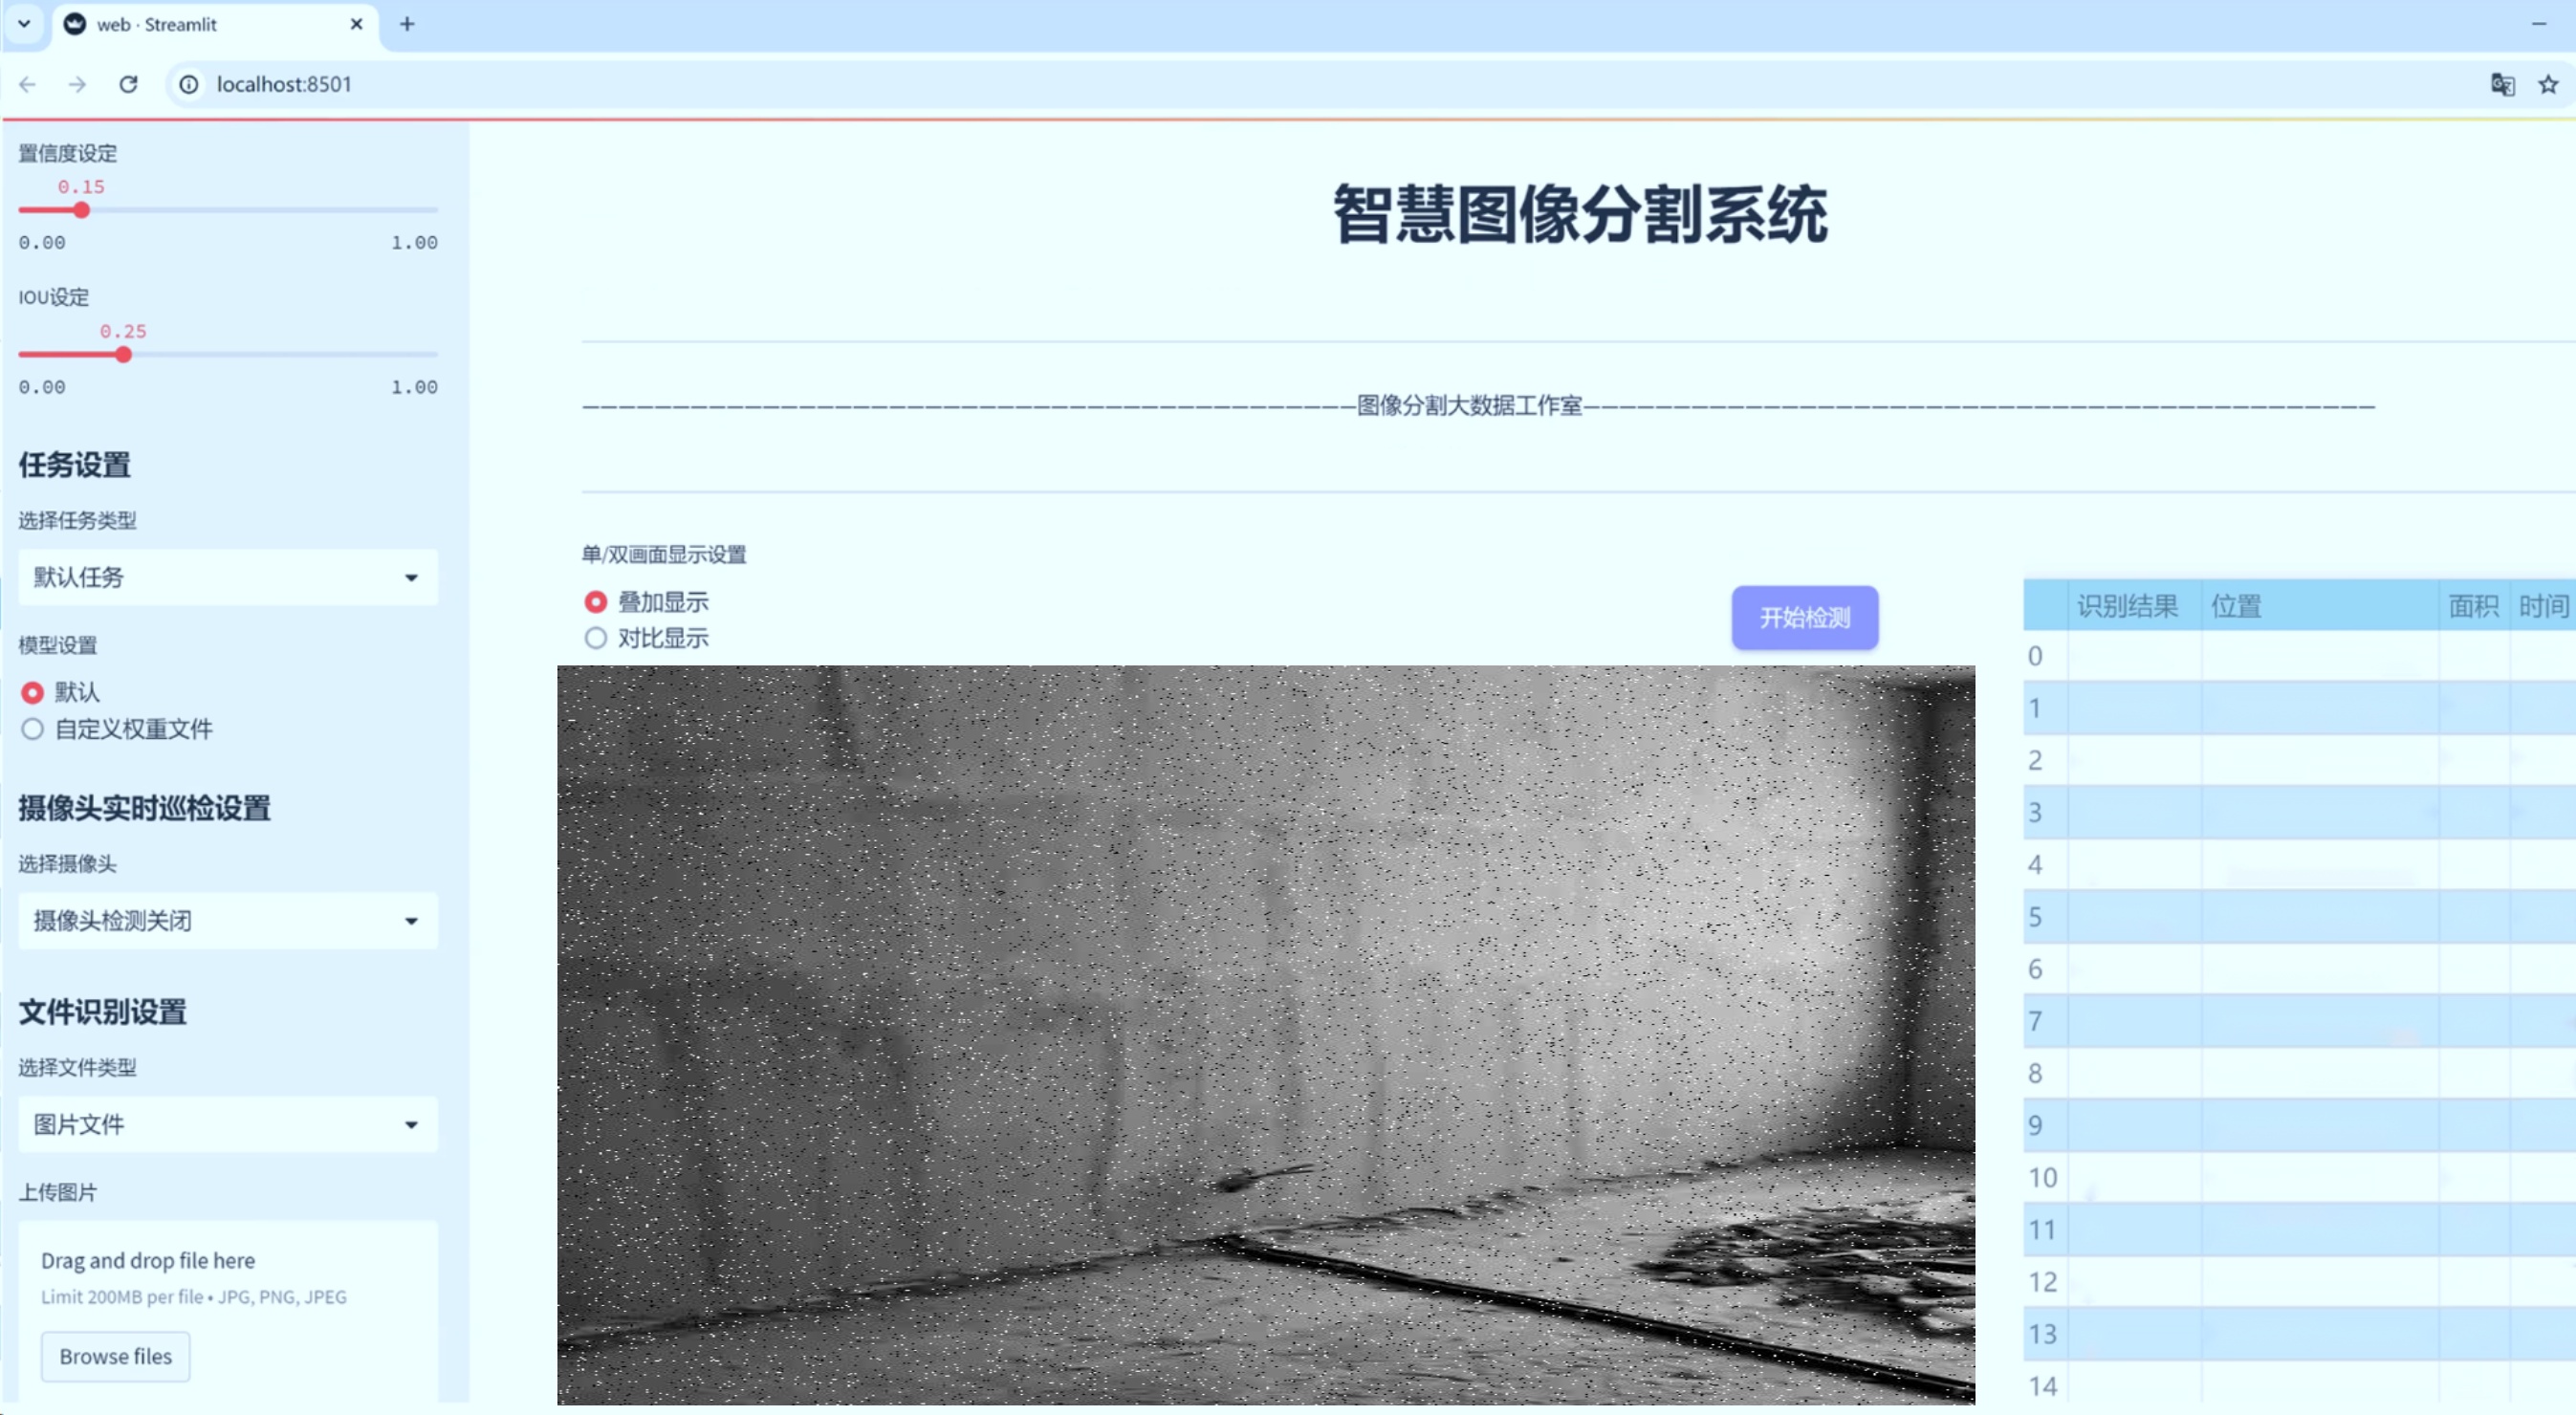 web · Streamlit
localhost:8501
置信度设定
0.15
0.00 1.00
IOU设定
0.25
0.00 1.00
任务设置
选择任务类型
默认任务
模型设置
默认
自定义权重文件
摄像头实时巡检设置
选择摄像头
摄像头检测关闭
文件识别设置
选择文件类型
图片文件
上传图片
Drag and drop file here
Limit 200MB per file • JPG, PNG, JPEG
Browse files
智慧图像分割系统
———————————————————————————————————————————图像分割大数据工作室————————————————————————————————————————————
单/双画面显示设置
叠加显示
对比显示
开始检测
识别结果 位置 面积 时间
0
1
2
3
4
5
6
7
8
9
10
11
12
13
14